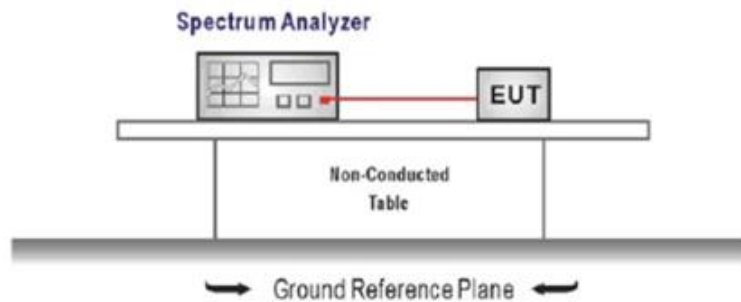 Spectrum Analyzer
EUT
Non-Conducted
Table
Ground Reference Plane